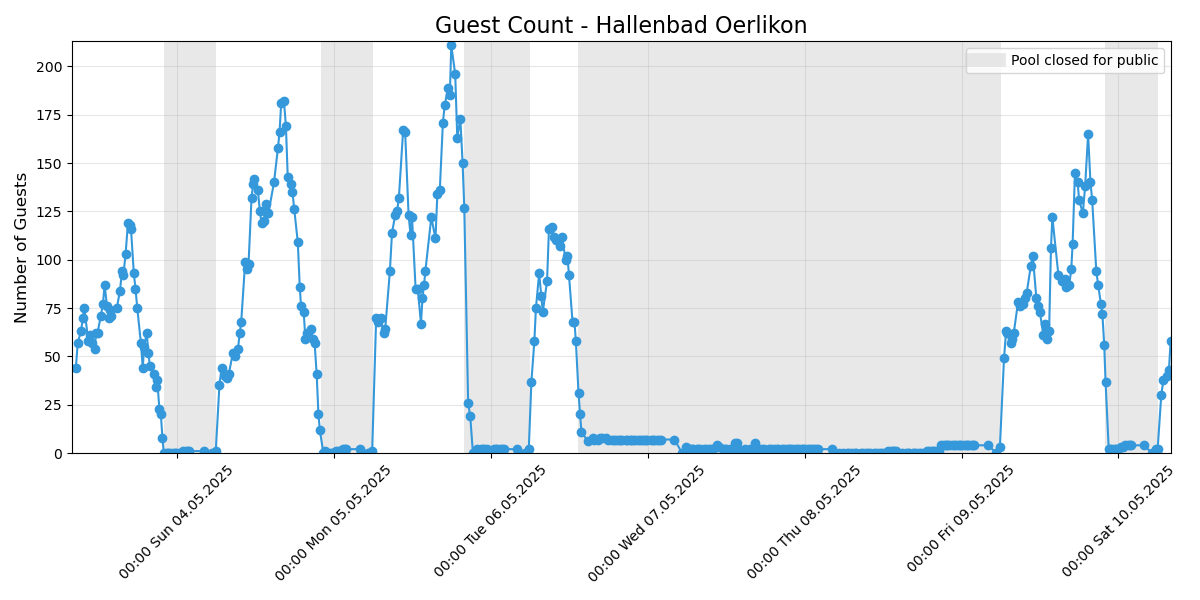 Guest Count - Hallenbad Oerlikon
Pool closed for public
Number of Guests
200
175
150
125
100
75
50
25
0
00:00 Sun 04.05.2025
00:00 Mon 05.05.2025
00:00 Tue 06.05.2025
00:00 Wed 07.05.2025
00:00 Thu 08.05.2025
00:00 Fri 09.05.2025
00:00 Sat 10.05.2025